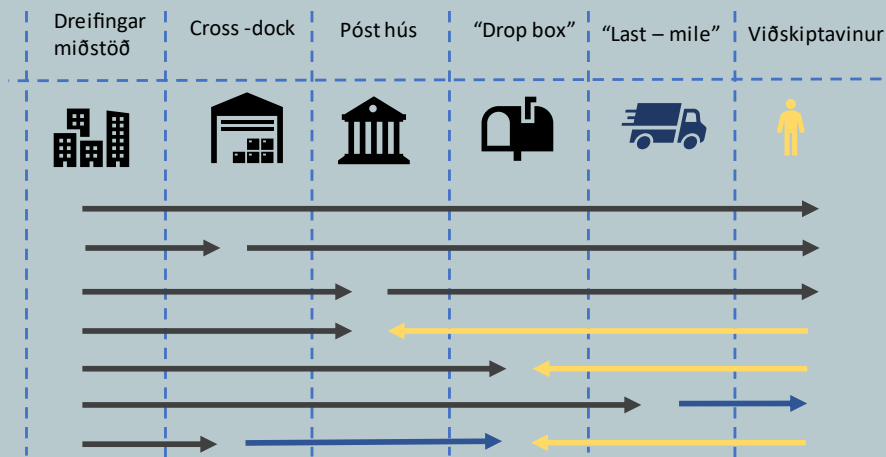 Dreifingar
miðstöð
Cross -dock
Póst hús
“Drop box”
“Last – mile”
Viðskiptavinur